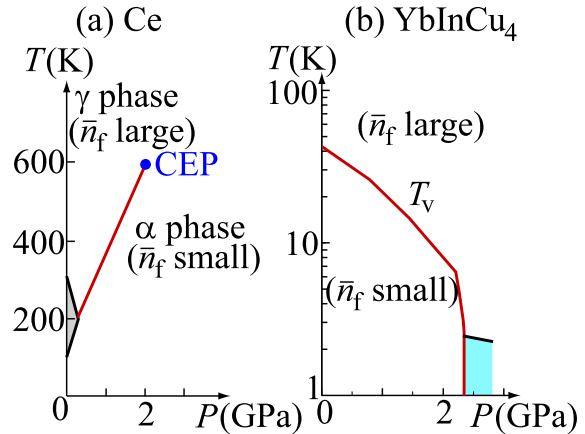 (a) Ce
T(K)
γ phase
(n̄f large)
600
CEP
400
α phase
(n̄f small)
200
0
2
P(GPa)
(b) YbInCu4
T(K)
100
(n̄f large)
Tv
10
(n̄f small)
1
0
2
P(GPa)